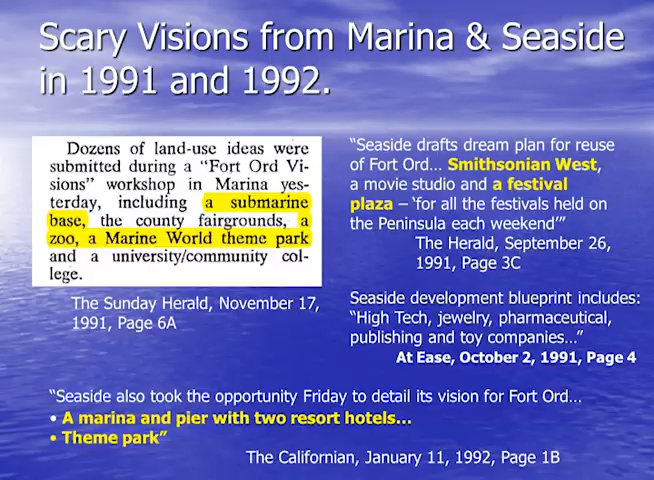 Scary Visions from Marina & Seaside
in 1991 and 1992.
Dozens of land-use ideas were
submitted during a “Fort Ord Vi-
sions” workshop in Marina yes-
terday, including a submarine
base, the county fairgrounds, a
zoo, a Marine World theme park
and a university/community col-
lege.
The Sunday Herald, November 17,
1991, Page 6A
“Seaside drafts dream plan for reuse
of Fort Ord… Smithsonian West,
a movie studio and a festival
plaza – ‘for all the festivals held on
the Peninsula each weekend’”
The Herald, September 26,
1991, Page 3C
Seaside development blueprint includes:
“High Tech, jewelry, pharmaceutical,
publishing and toy companies…”
At Ease, October 2, 1991, Page 4
“Seaside also took the opportunity Friday to detail its vision for Fort Ord…
• A marina and pier with two resort hotels…
• Theme park”
The Californian, January 11, 1992, Page 1B